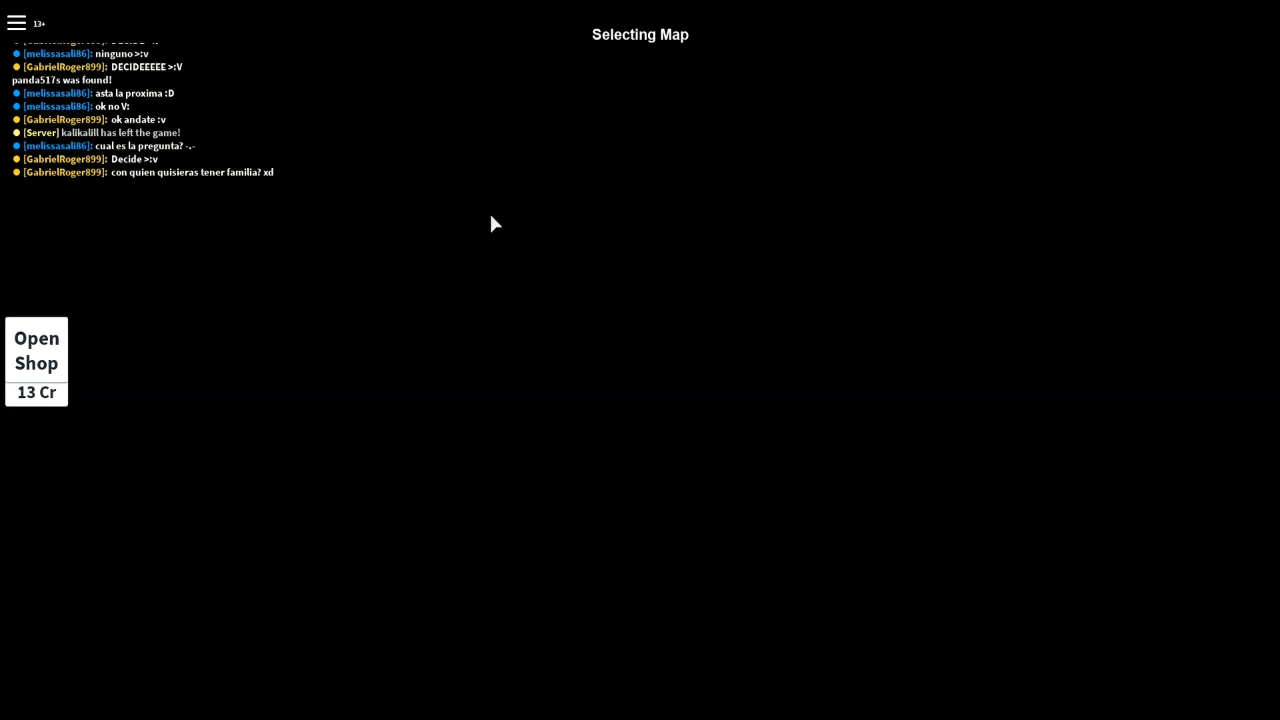 13+
Selecting Map
[melissasali86]: ninguno >:v
[GabrielRoger899]: DECIDEEEEE >:V
panda517s was found!
[melissasali86]: asta la proxima :D
[melissasali86]: ok no V:
[GabrielRoger899]: ok andate :v
[Server] kalikalill has left the game!
[melissasali86]: cual es la pregunta? -.-
[GabrielRoger899]: Decide >:v
[GabrielRoger899]: con quien quisieras tener familia? xd
Open
Shop
13 Cr